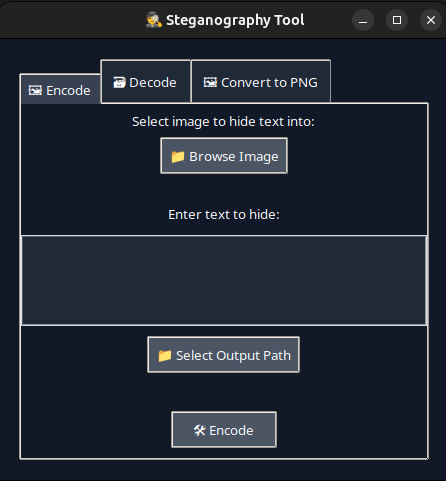 🕵️ Steganography Tool
🖼 Encode
🗃 Decode
🖼 Convert to PNG
Select image to hide text into:
📁 Browse Image
Enter text to hide:
📁 Select Output Path
🛠 Encode